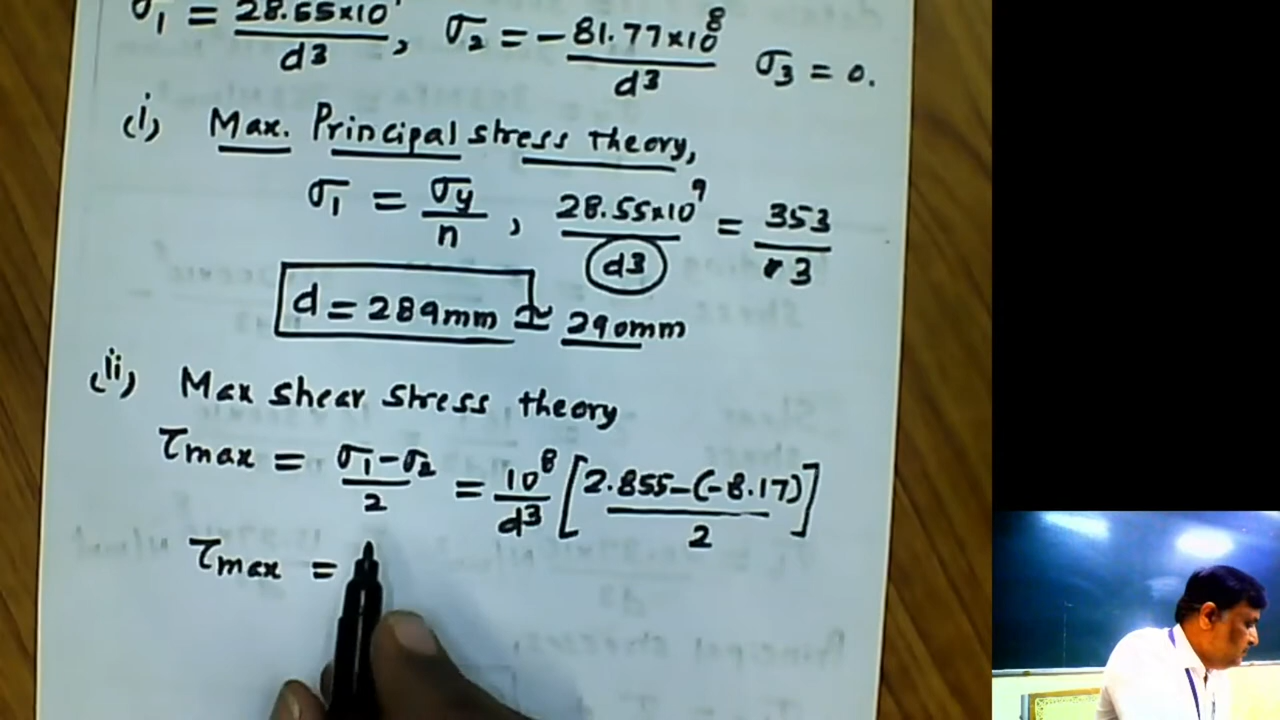 σ1 = 28.55×10 / d3 , σ2 = - 81.77×10^8 / d3 σ3 = 0.
(i) Max. Principal stress theory,
σ1 = σy / n , 28.55×10^9 / d3 = 353 / 3
d = 289mm ≃ 290mm
(ii) Max shear stress theory
τmax = σ1-σ2 / 2 = 10^8 / d3 [ 2.855-(-8.17) / 2 ]
τmax =